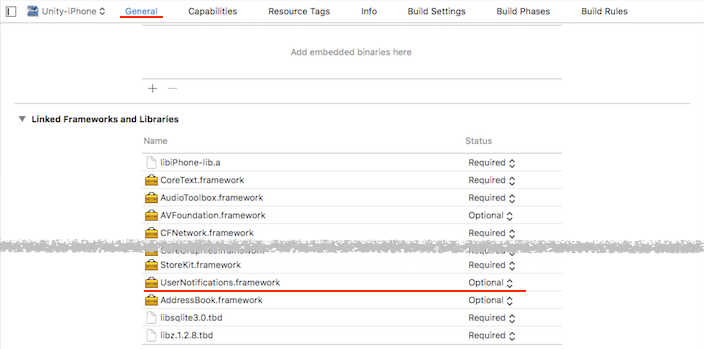 Unity-iPhone General Capabilities Resource Tags Info Build Settings Build Phases Build Rules
Add embedded binaries here
Linked Frameworks and Libraries
Name Status
libiPhone-lib.a Required
CoreText.framework Required
AudioToolbox.framework Required
AVFoundation.framework Optional
CFNetwork.framework Required
CoreGraphics.framework Required
StoreKit.framework Required
UserNotifications.framework Optional
AddressBook.framework Optional
libsqlite3.0.tbd Required
libz.1.2.8.tbd Required